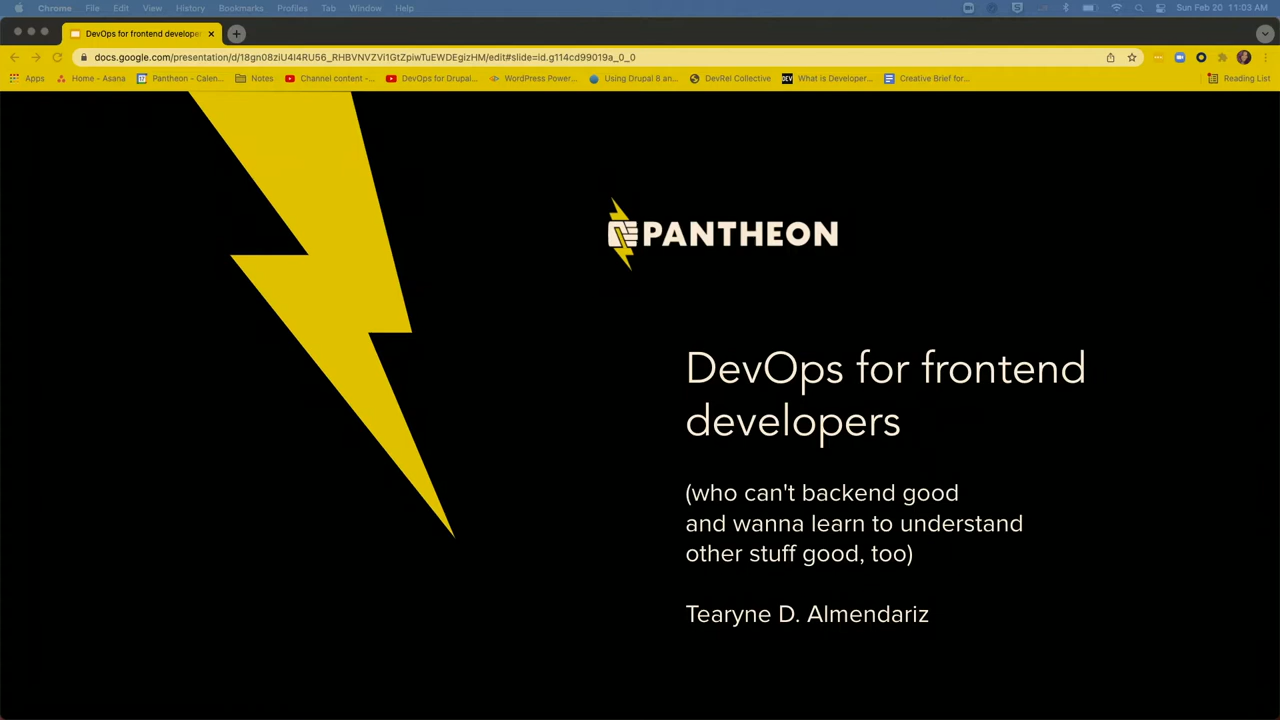 Chrome File Edit View History Bookmarks Profiles Tab Window Help Sun Feb 20 11:03 AM
DevOps for frontend develope
docs.google.com/presentation/d/18gn08ziU4I4RU56_RHBVNVZVi1GtZpiwTuEWDEgizHM/edit#slide=id.g114cd99019a_0_0
Apps Home - Asana Pantheon - Calen... Notes Channel content -... DevOps for Drupal... WordPress Power... Using Drupal 8 an... DevRel Collective DEV What is Developer... Creative Brief for... Reading List
PANTHEON
DevOps for frontend
developers
(who can't backend good
and wanna learn to understand
other stuff good, too)
Tearyne D. Almendariz